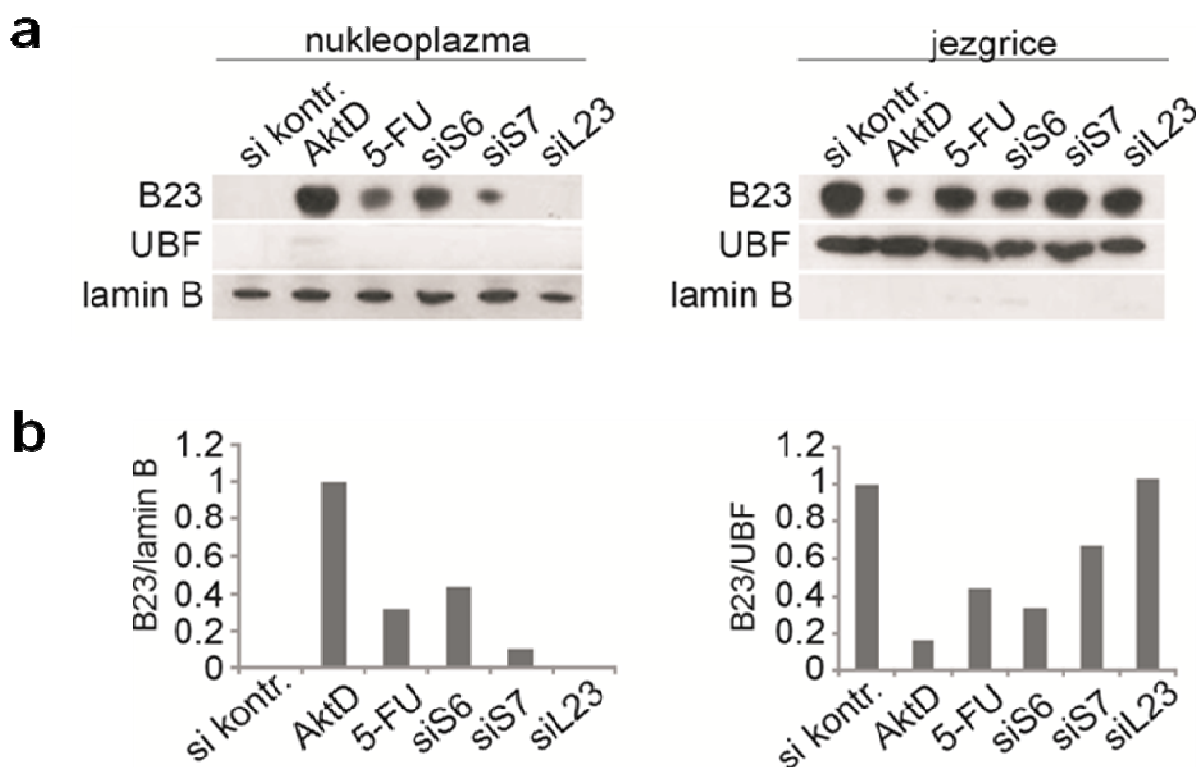 a
nukleoplazma
jezgrice
si kontr. AktD 5-FU siS6 siS7 siL23
si kontr. AktD 5-FU siS6 siS7 siL23
B23
UBF
lamin B
B23
UBF
lamin B
b
B23/lamin B
1.2
1
0.8
0.6
0.4
0.2
0
si kontr. AktD 5-FU siS6 siS7 siL23
B23/UBF
1.2
1
0.8
0.6
0.4
0.2
0
si kontr. AktD 5-FU siS6 siS7 siL23